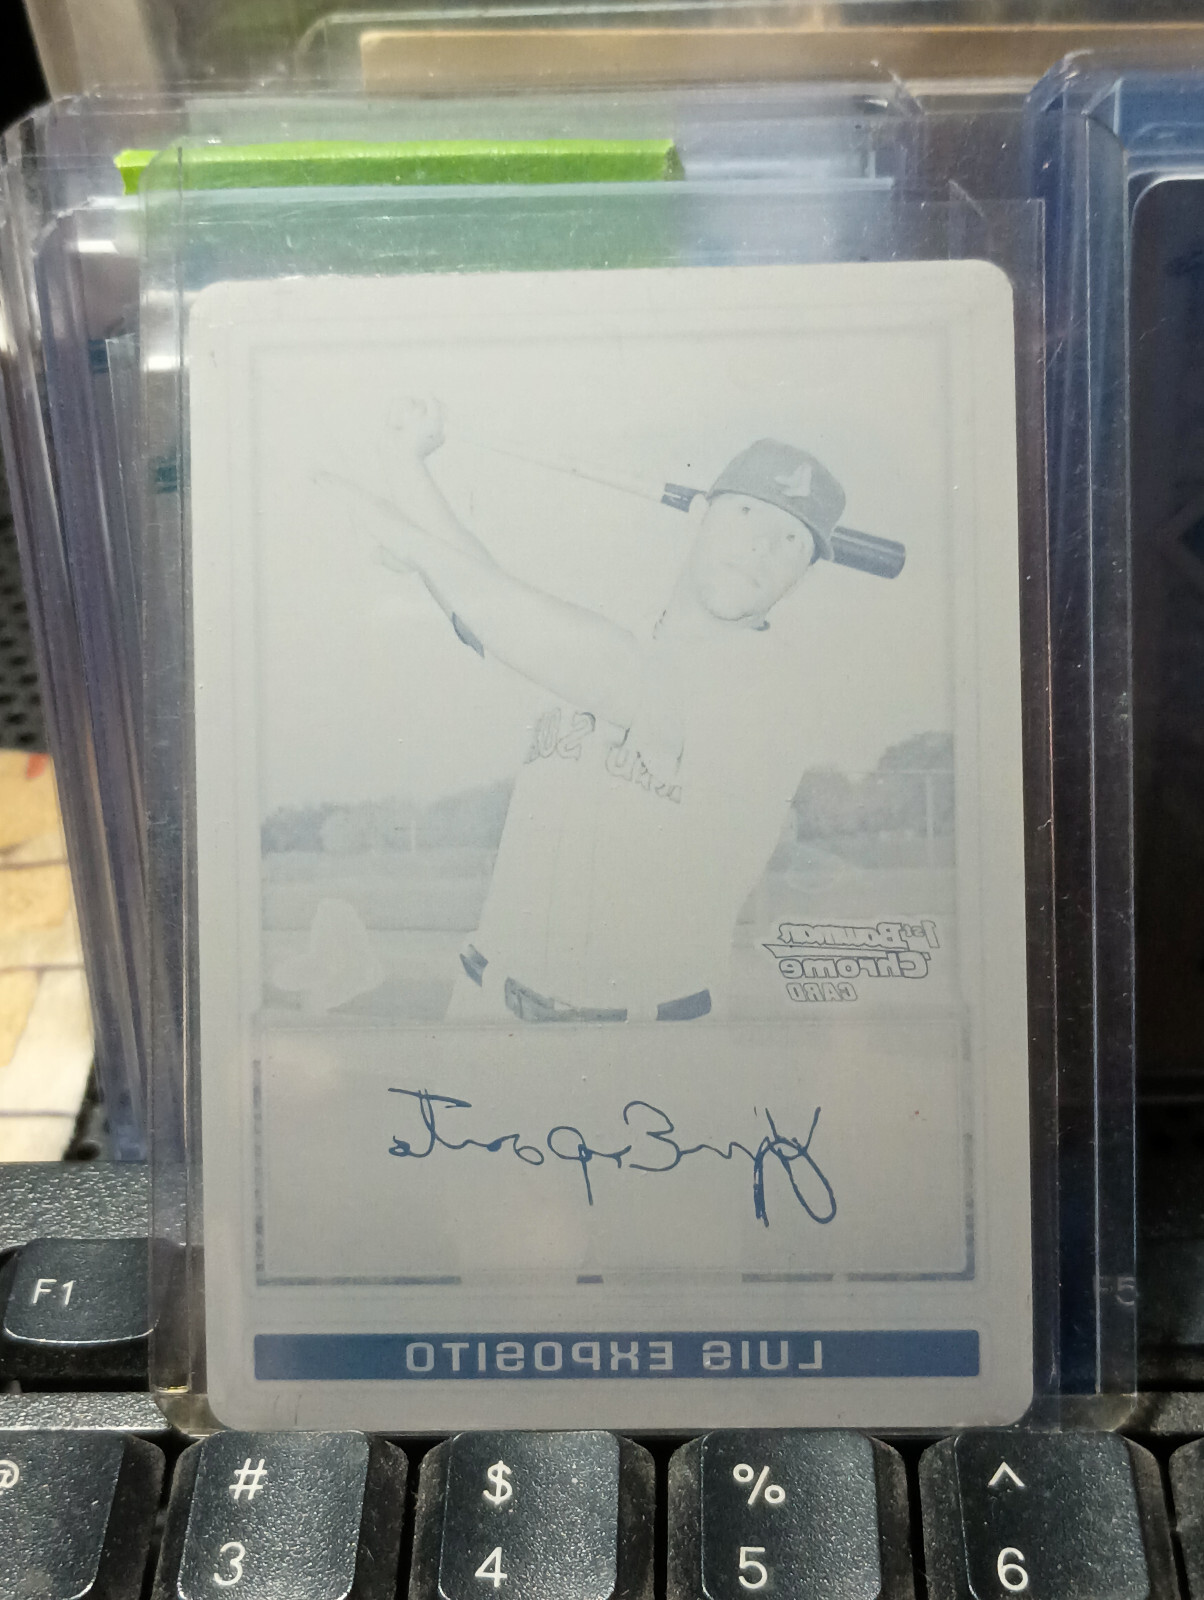 1st Bowman
Chrome
CARD
LUIS EXPOSITO
F1
@
# $ % ^
3 4 5 6